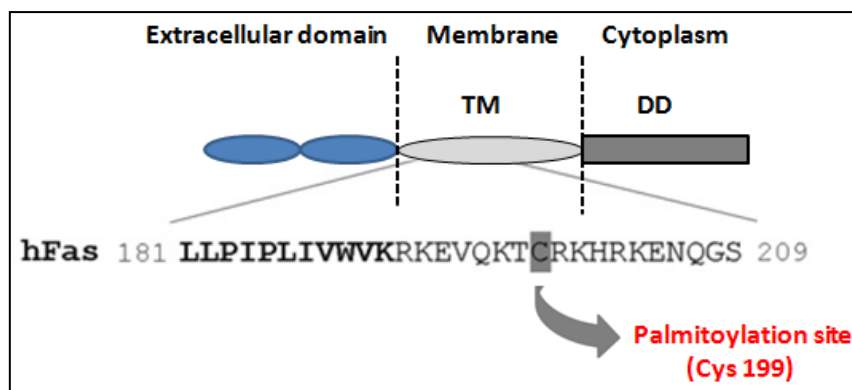 Extracellular domain Membrane Cytoplasm
TM DD
hFas 181 LLPIPLIVWVKRKEVQKTCRKHRKENQGS 209
Palmitoylation site
(Cys 199)